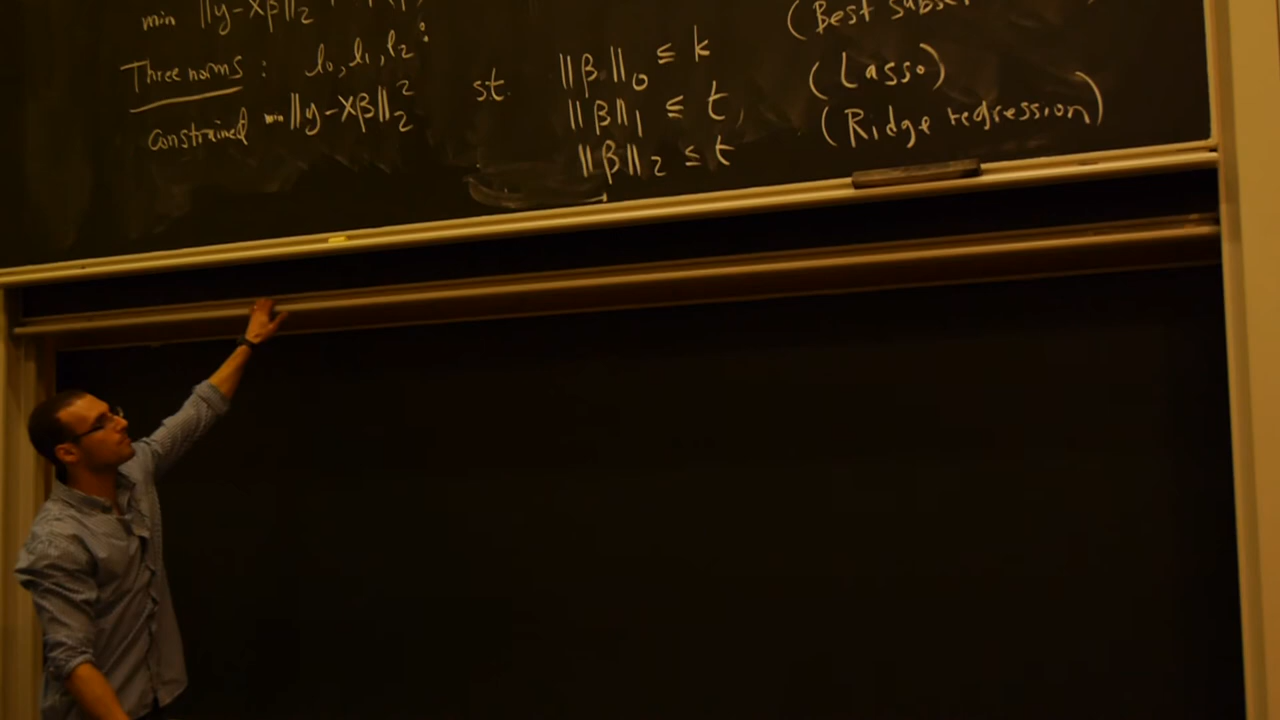 min ‖y-Xβ‖₂
(Best
Three norms : l₀, l₁, l₂ :
constrained min ‖y-Xβ‖₂² st. ‖β‖₀ ≤ k
‖β‖₁ ≤ t, (Lasso)
‖β‖₂ ≤ t (Ridge regression)